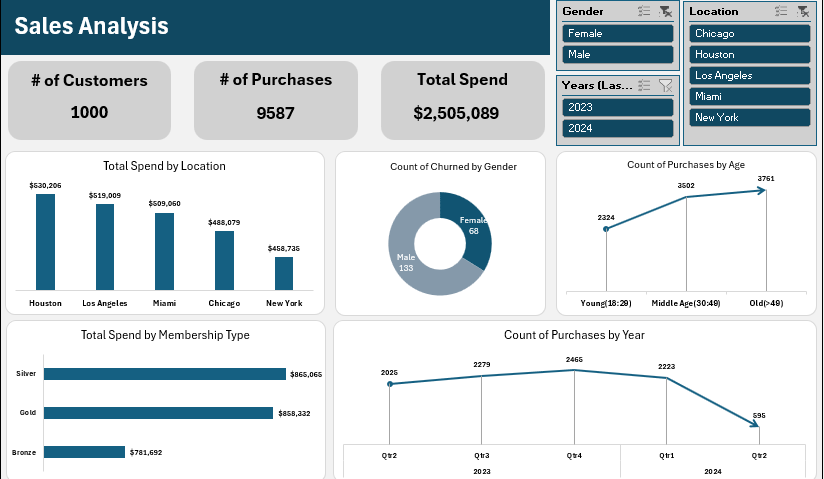 Sales Analysis
Gender
Female
Male
Years (Las...
2023
2024
Location
Chicago
Houston
Los Angeles
Miami
New York
# of Customers
1000
# of Purchases
9587
Total Spend
$2,505,089
Total Spend by Location
$530,206
$519,009
$509,060
$488,079
$458,735
Houston
Los Angeles
Miami
Chicago
New York
Count of Churned by Gender
Female
68
Male
133
Count of Purchases by Age
2324
3502
3761
Young(18:29)
Middle Age(30:49)
Old(>49)
Total Spend by Membership Type
Silver
$865,065
Gold
$858,332
Bronze
$781,692
Count of Purchases by Year
2025
2279
2465
2223
595
Qtr2
Qtr3
Qtr4
Qtr1
Qtr2
2023
2024